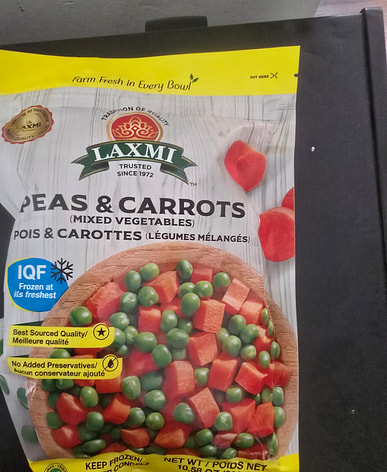 Farm Fresh in Every Bowl
CUT HERE
TRADITION OF QUALITY
LAXMI
LAXMI
TRUSTED
SINCE 1972
PEAS & CARROTS
(MIXED VEGETABLES)
POIS & CAROTTES (LÉGUMES MÉLANGÉS)
IQF
Frozen at
its freshest
Best Sourced Quality/
Meilleure qualité
No Added Preservatives/
Aucun conservateur ajouté
KEEP FROZEN/
NET WT / POIDS NET